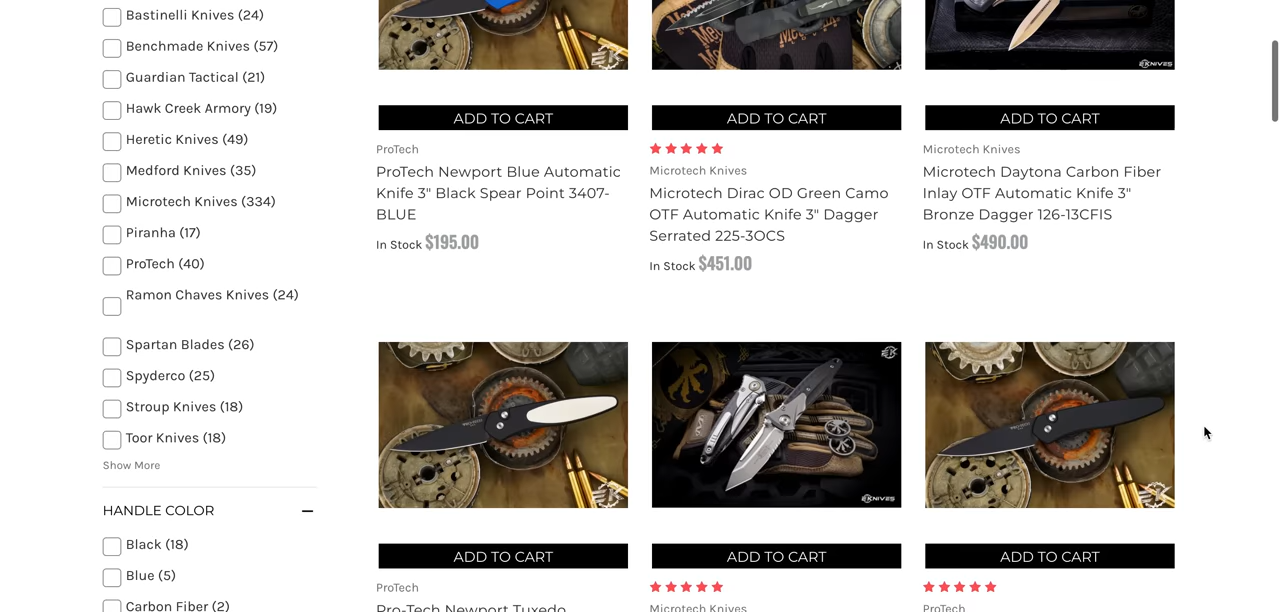 Bastinelli Knives (24)
Benchmade Knives (57)
Guardian Tactical (21)
Hawk Creek Armory (19)
Heretic Knives (49)
Medford Knives (35)
Microtech Knives (334)
Piranha (17)
ProTech (40)
Ramon Chaves Knives (24)
Spartan Blades (26)
Spyderco (25)
Stroup Knives (18)
Toor Knives (18)
Show More
HANDLE COLOR
Black (18)
Blue (5)
Carbon Fiber (2)
ADD TO CART
ProTech
ProTech Newport Blue Automatic
Knife 3" Black Spear Point 3407-
BLUE
In Stock $195.00
ADD TO CART
Microtech Knives
Microtech Dirac OD Green Camo
OTF Automatic Knife 3" Dagger
Serrated 225-3OCS
In Stock $451.00
EKNIVES
ADD TO CART
Microtech Knives
Microtech Daytona Carbon Fiber
Inlay OTF Automatic Knife 3"
Bronze Dagger 126-13CFIS
In Stock $490.00
ADD TO CART
ProTech
Pro-Tech Newport Tuxedo
EKNIVES
ADD TO CART
Microtech Knives
ADD TO CART
ProTech